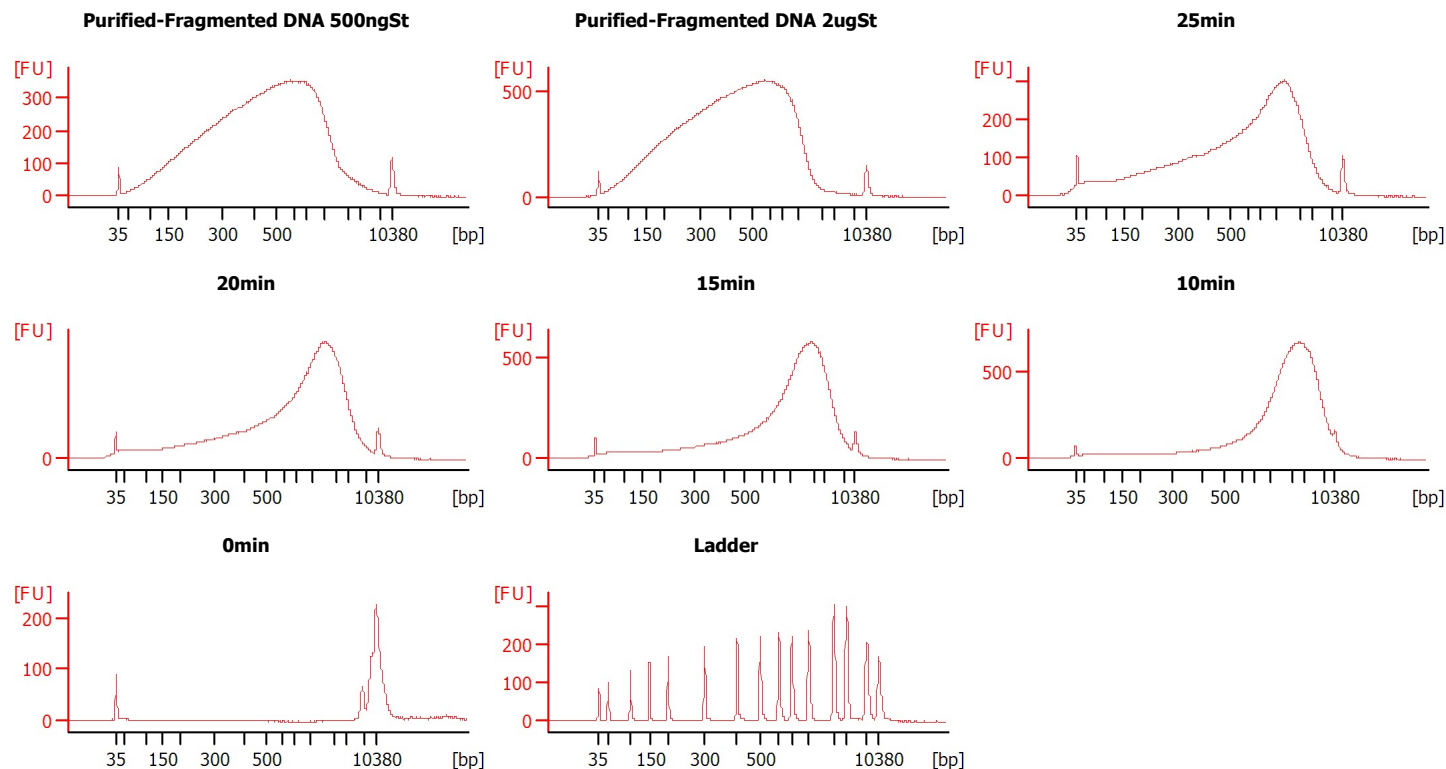 Purified-Fragmented DNA 500ngSt
[FU]
300
200
100
0
35 150 300 500 10380 [bp]
Purified-Fragmented DNA 2ugSt
[FU]
500
0
35 150 300 500 10380 [bp]
25min
[FU]
200
100
0
35 150 300 500 10380 [bp]
20min
[FU]
0
35 150 300 500 10380 [bp]
15min
[FU]
500
0
35 150 300 500 10380 [bp]
10min
[FU]
500
0
35 150 300 500 10380 [bp]
0min
[FU]
200
100
0
35 150 300 500 10380 [bp]
Ladder
[FU]
200
100
0
35 150 300 500 10380 [bp]